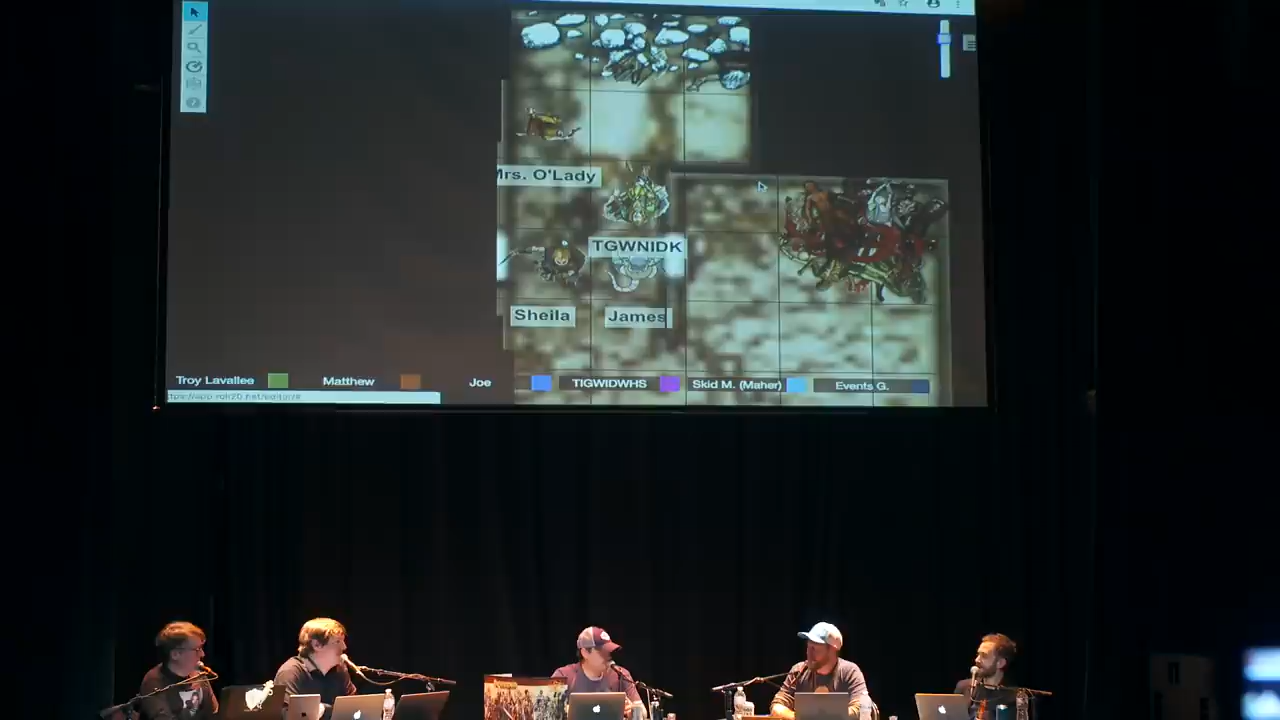 Mrs. O'Lady
TGWNIDK
Sheila
James
Troy Lavallee
Matthew
Joe
TIGWIDWHS
Skid M. (Maher)
Events G.